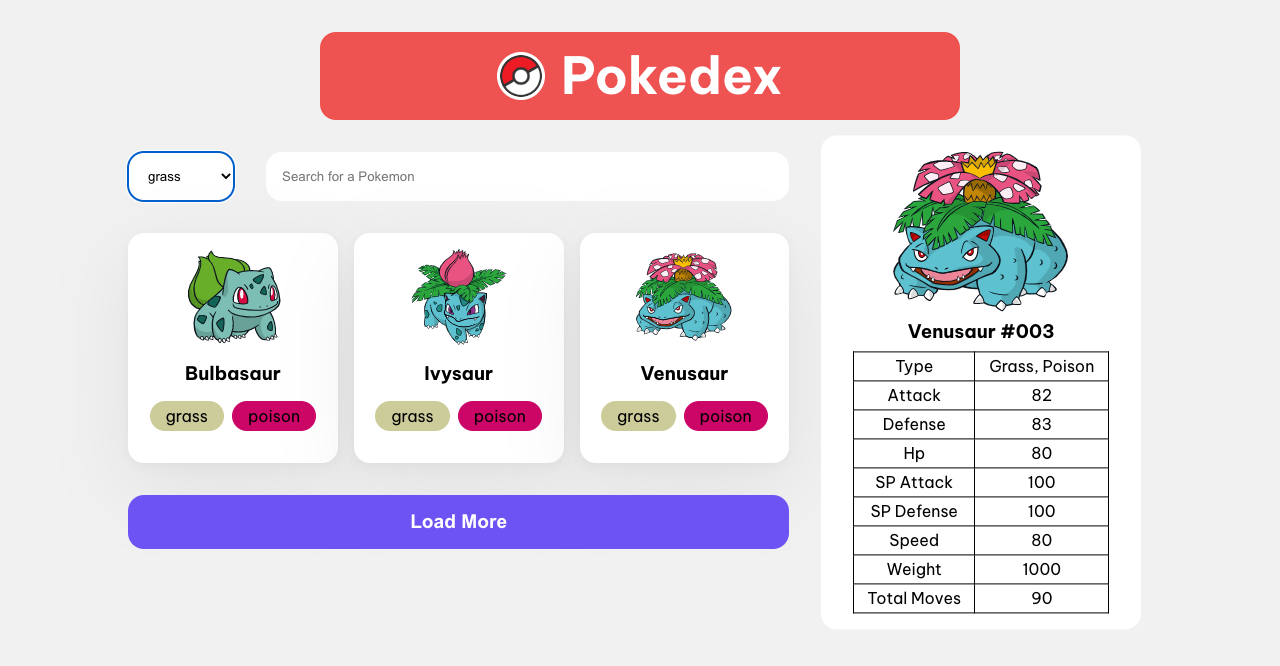 Pokedex
grass
Search for a Pokemon
Bulbasaur
grass poison
Ivysaur
grass poison
Venusaur
grass poison
Load More
Venusaur #003
Type Grass, Poison
Attack 82
Defense 83
Hp 80
SP Attack 100
SP Defense 100
Speed 80
Weight 1000
Total Moves 90